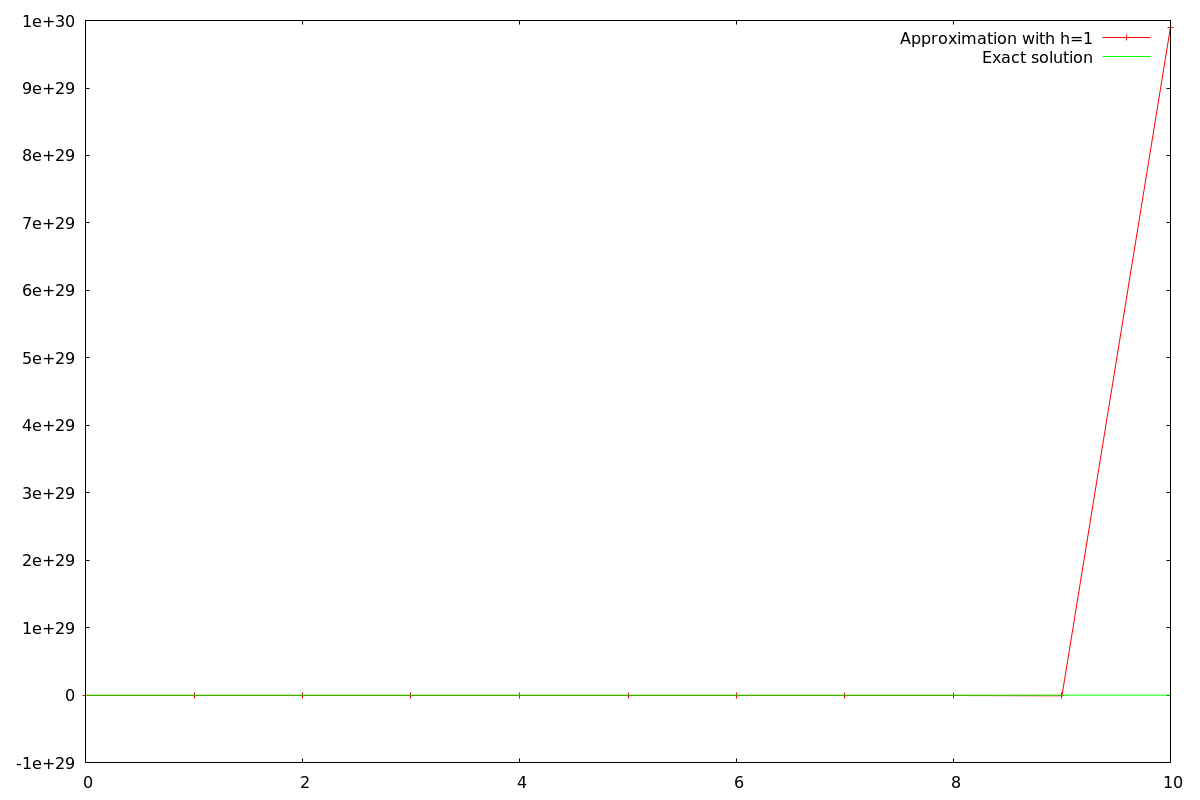 1e+30
Approximation with h=1
Exact solution
9e+29
8e+29
7e+29
6e+29
5e+29
4e+29
3e+29
2e+29
1e+29
0
-1e+29
0 2 4 6 8 10